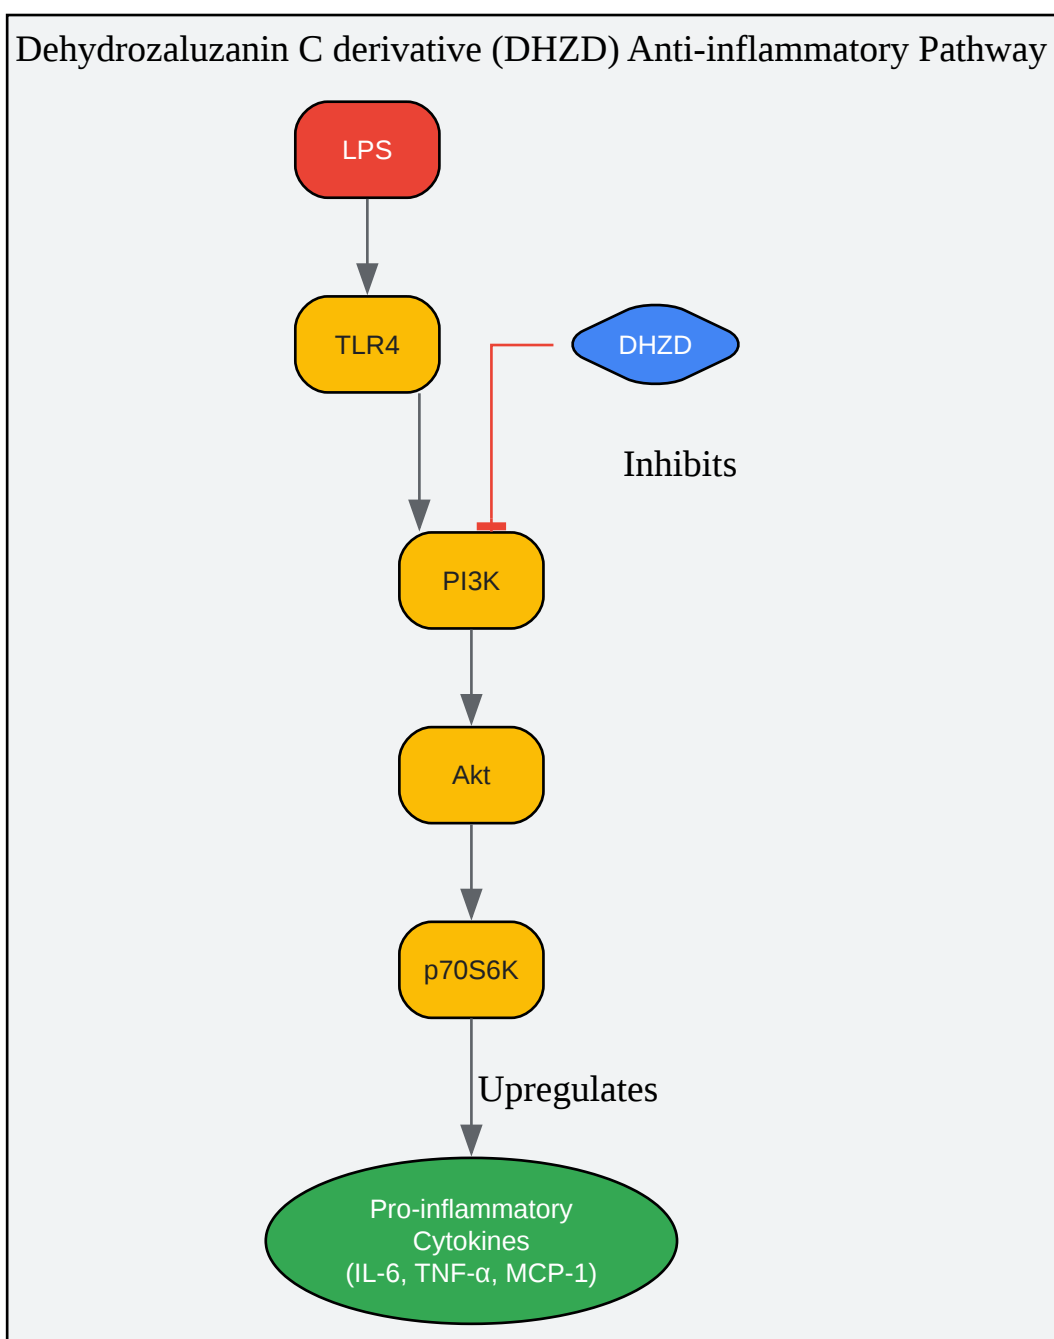 Dehydrozaluzanin C derivative (DHZD) Anti-inflammatory Pathway
LPS
TLR4
DHZD
Inhibits
PI3K
Akt
p70S6K
Upregulates
Pro-inflammatory
Cytokines
(IL-6, TNF-α, MCP-1)